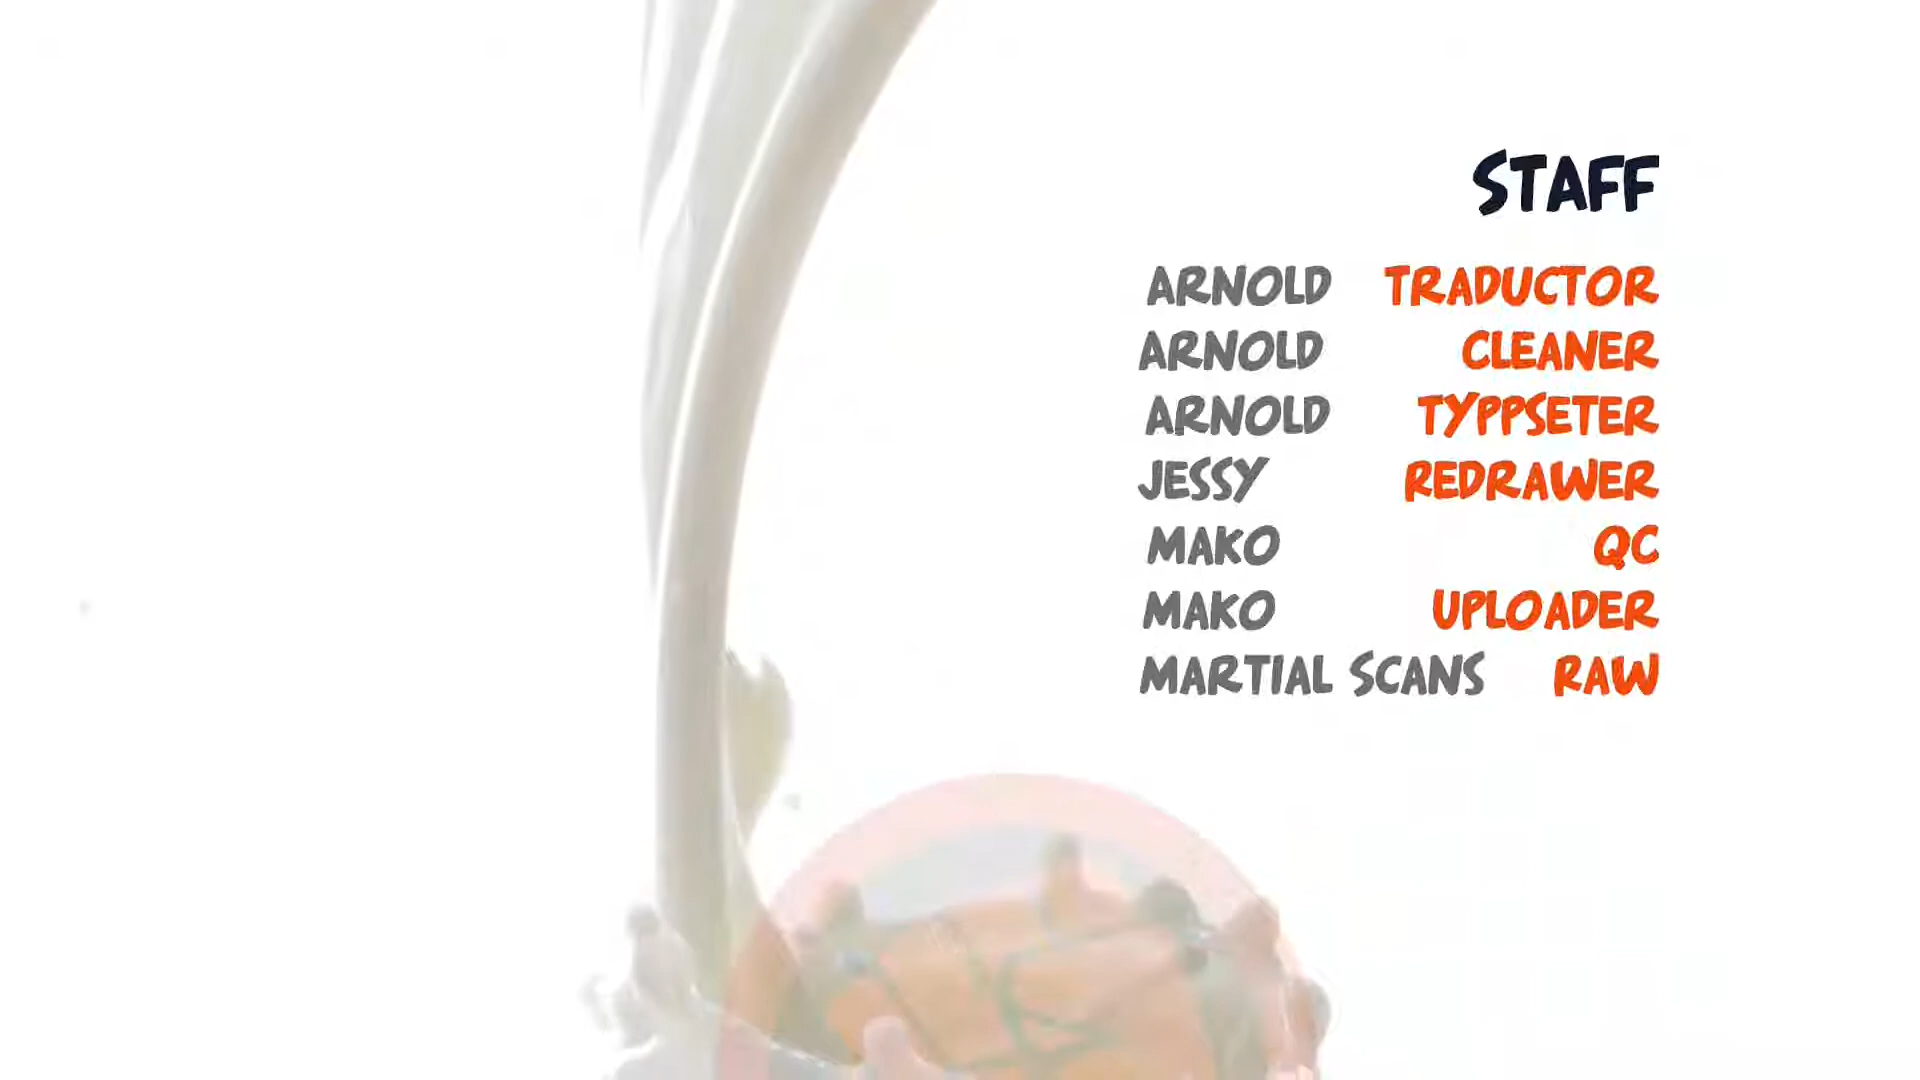 STAFF
ARNOLD TRADUCTOR
ARNOLD CLEANER
ARNOLD TYPPSETER
JESSY REDRAWER
MAKO QC
MAKO UPLOADER
MARTIAL SCANS RAW